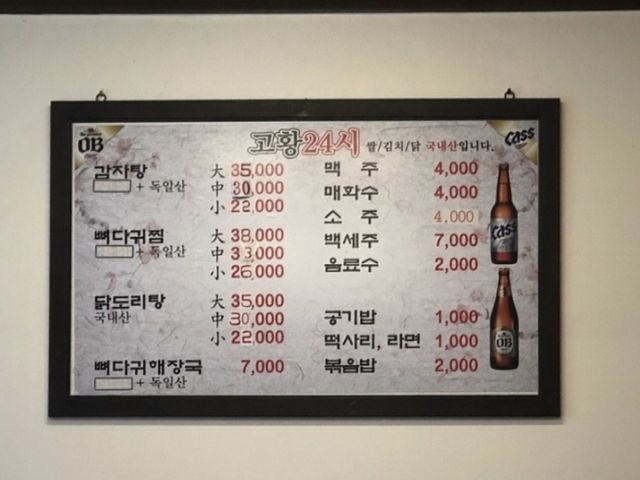 OB
고황24시 쌀/김치/닭 국내산입니다.
Cass
감자탕 大 35,000
+ 독일산 中 30,000
小 22,000
뼈다귀찜 大 38,000
+ 독일산 中 33,000
小 26,000
닭도리탕 大 35,000
국내산 中 30,000
小 22,000
뼈다귀해장국 7,000
+ 독일산
맥 주 4,000
매화수 4,000
소 주 4.000
백세주 7,000
음료수 2,000
공기밥 1,000
떡사리, 라면 1,000
볶음밥 2,000
Cass
OB